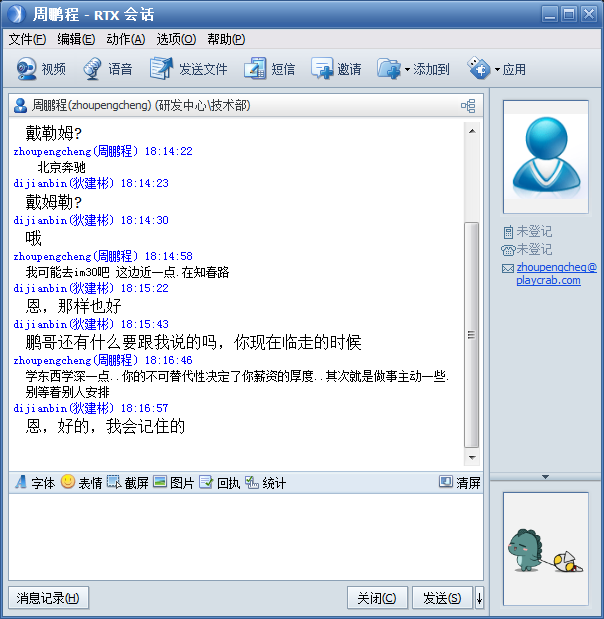 周鹏程 - RTX 会话
文件(F) 编辑(E) 动作(A) 选项(O) 帮助(P)
视频 语音 发送文件 短信 邀请 添加到 应用
周鹏程(zhoupengcheng) (研发中心\技术部)
戴勒姆?
zhoupengcheng(周鹏程) 18:14:22
北京奔驰
dijianbin(狄建彬) 18:14:23
戴姆勒?
dijianbin(狄建彬) 18:14:30
哦
zhoupengcheng(周鹏程) 18:14:58
我可能去im30吧 这边近一点.在知春路
dijianbin(狄建彬) 18:15:22
恩，那样也好
dijianbin(狄建彬) 18:15:43
鹏哥还有什么要跟我说的吗，你现在临走的时候
zhoupengcheng(周鹏程) 18:16:46
学东西学深一点..你的不可替代性决定了你薪资的厚度..其次就是做事主动一些.
别等着别人安排
dijianbin(狄建彬) 18:16:57
恩，好的，我会记住的
字体 表情 截屏 图片 回执 统计 清屏
消息记录(H) 关闭(C) 发送(S)
未登记
未登记
zhoupengcheg@
playcrab.com